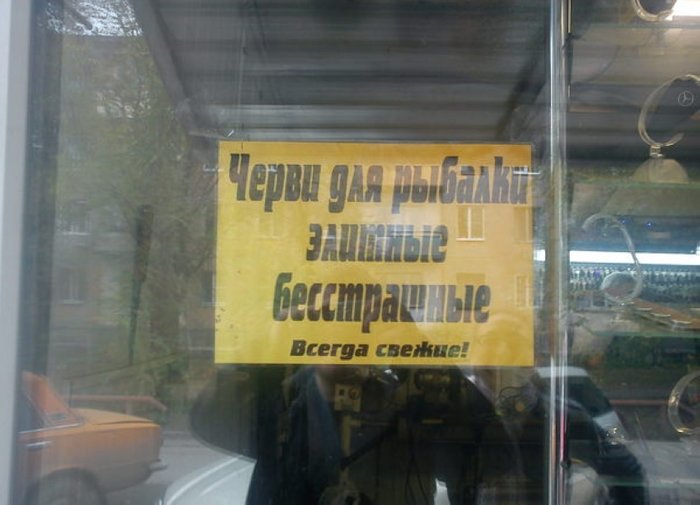 Черви для рыбалки
элитные
бесстрашные
Всегда свежие!